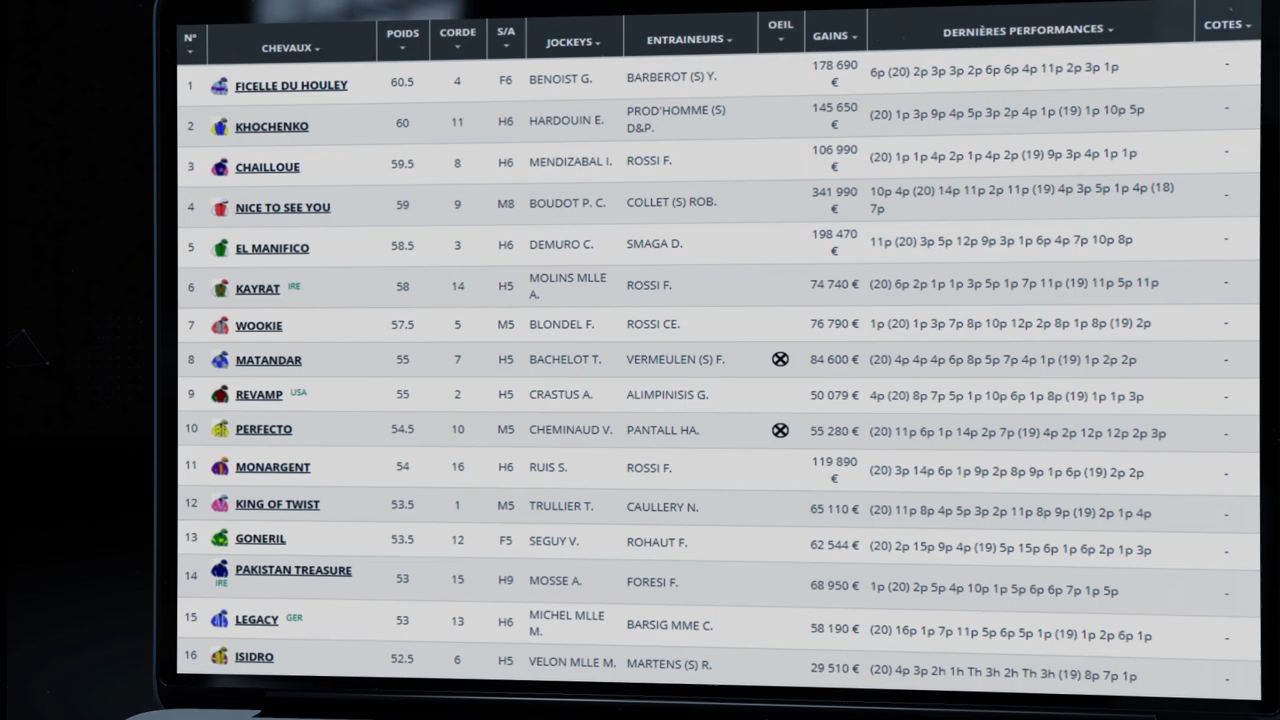 N° CHEVAUX POIDS CORDE S/A JOCKEYS ENTRAINEURS OEIL GAINS DERNIÈRES PERFORMANCES COTES
1 FICELLE DU HOULEY 60.5 4 F6 BENOIST G. BARBEROT (S) Y. 178 690 € 6p (20) 2p 3p 3p 2p 6p 6p 4p 11p 2p 3p 1p -
2 KHOCHENKO 60 11 H6 HARDOUIN E. PROD'HOMME (S) D&P. 145 650 € (20) 1p 3p 9p 4p 5p 3p 2p 4p 1p (19) 1p 10p 5p -
3 CHAILLOUE 59.5 8 H6 MENDIZABAL I. ROSSI F. 106 990 € (20) 1p 1p 4p 2p 1p 4p 2p (19) 9p 3p 4p 1p 1p -
4 NICE TO SEE YOU 59 9 M8 BOUDOT P. C. COLLET (S) ROB. 341 990 € 10p 4p (20) 14p 11p 2p 11p (19) 4p 3p 5p 1p 4p (18) 7p -
5 EL MANIFICO 58.5 3 H6 DEMURO C. SMAGA D. 198 470 € 11p (20) 3p 5p 12p 9p 3p 1p 6p 4p 7p 10p 8p -
6 KAYRAT IRE 58 14 H5 MOLINS MLLE A. ROSSI F. 74 740 € (20) 6p 2p 1p 1p 3p 5p 1p 7p 11p (19) 11p 5p 11p -
7 WOOKIE 57.5 5 M5 BLONDEL F. ROSSI CE. 76 790 € 1p (20) 1p 3p 7p 8p 10p 12p 2p 8p 1p 8p (19) 2p -
8 MATANDAR 55 7 H5 BACHELOT T. VERMEULEN (S) F. 84 600 € (20) 4p 4p 4p 6p 8p 5p 7p 4p 1p (19) 1p 2p 2p -
9 REVAMP USA 55 2 H5 CRASTUS A. ALIMPINISIS G. 50 079 € 4p (20) 8p 7p 5p 1p 10p 6p 1p 8p (19) 1p 1p 3p -
10 PERFECTO 54.5 10 M5 CHEMINAUD V. PANTALL HA. 55 280 € (20) 11p 6p 1p 14p 2p 7p (19) 4p 2p 12p 12p 2p 3p -
11 MONARGENT 54 16 H6 RUIS S. ROSSI F. 119 890 € (20) 3p 14p 6p 1p 9p 2p 8p 9p 1p 6p (19) 2p 2p -
12 KING OF TWIST 53.5 1 M5 TRULLIER T. CAULLERY N. 65 110 € (20) 11p 8p 4p 5p 3p 2p 11p 8p 9p (19) 2p 1p 4p -
13 GONERIL 53.5 12 F5 SEGUY V. ROHAUT F. 62 544 € (20) 2p 15p 9p 4p (19) 5p 15p 6p 1p 6p 2p 1p 3p -
14 PAKISTAN TREASURE IRE 53 15 H9 MOSSE A. FORESI F. 68 950 € 1p (20) 2p 5p 4p 10p 1p 5p 6p 6p 7p 1p 5p -
15 LEGACY GER 53 13 H6 MICHEL MLLE M. BARSIG MME C. 58 190 € (20) 16p 1p 7p 11p 5p 6p 5p 1p (19) 1p 2p 6p 1p -
16 ISIDRO 52.5 6 H5 VELON MLLE M. MARTENS (S) R. 29 510 € (20) 4p 3p 2h 1h Th 3h 2h Th 3h (19) 8p 7p 1p -